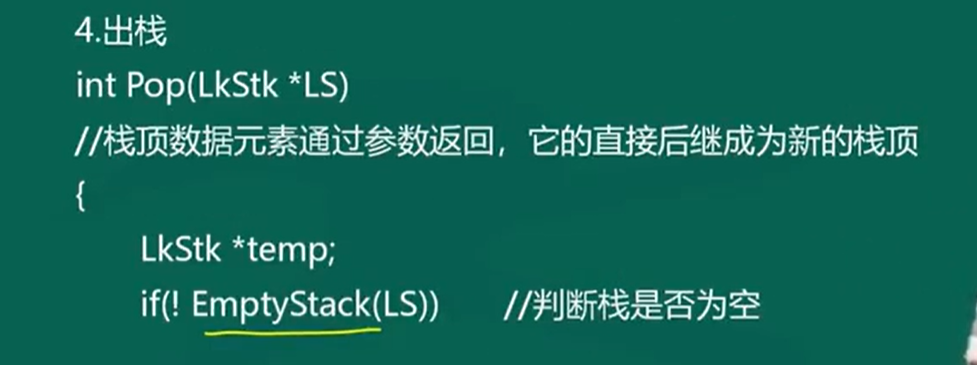 4.出栈
int Pop(LkStk *LS)
//栈顶数据元素通过参数返回，它的直接后继成为新的栈顶
{
LkStk *temp;
if(! EmptyStack(LS)) //判断栈是否为空